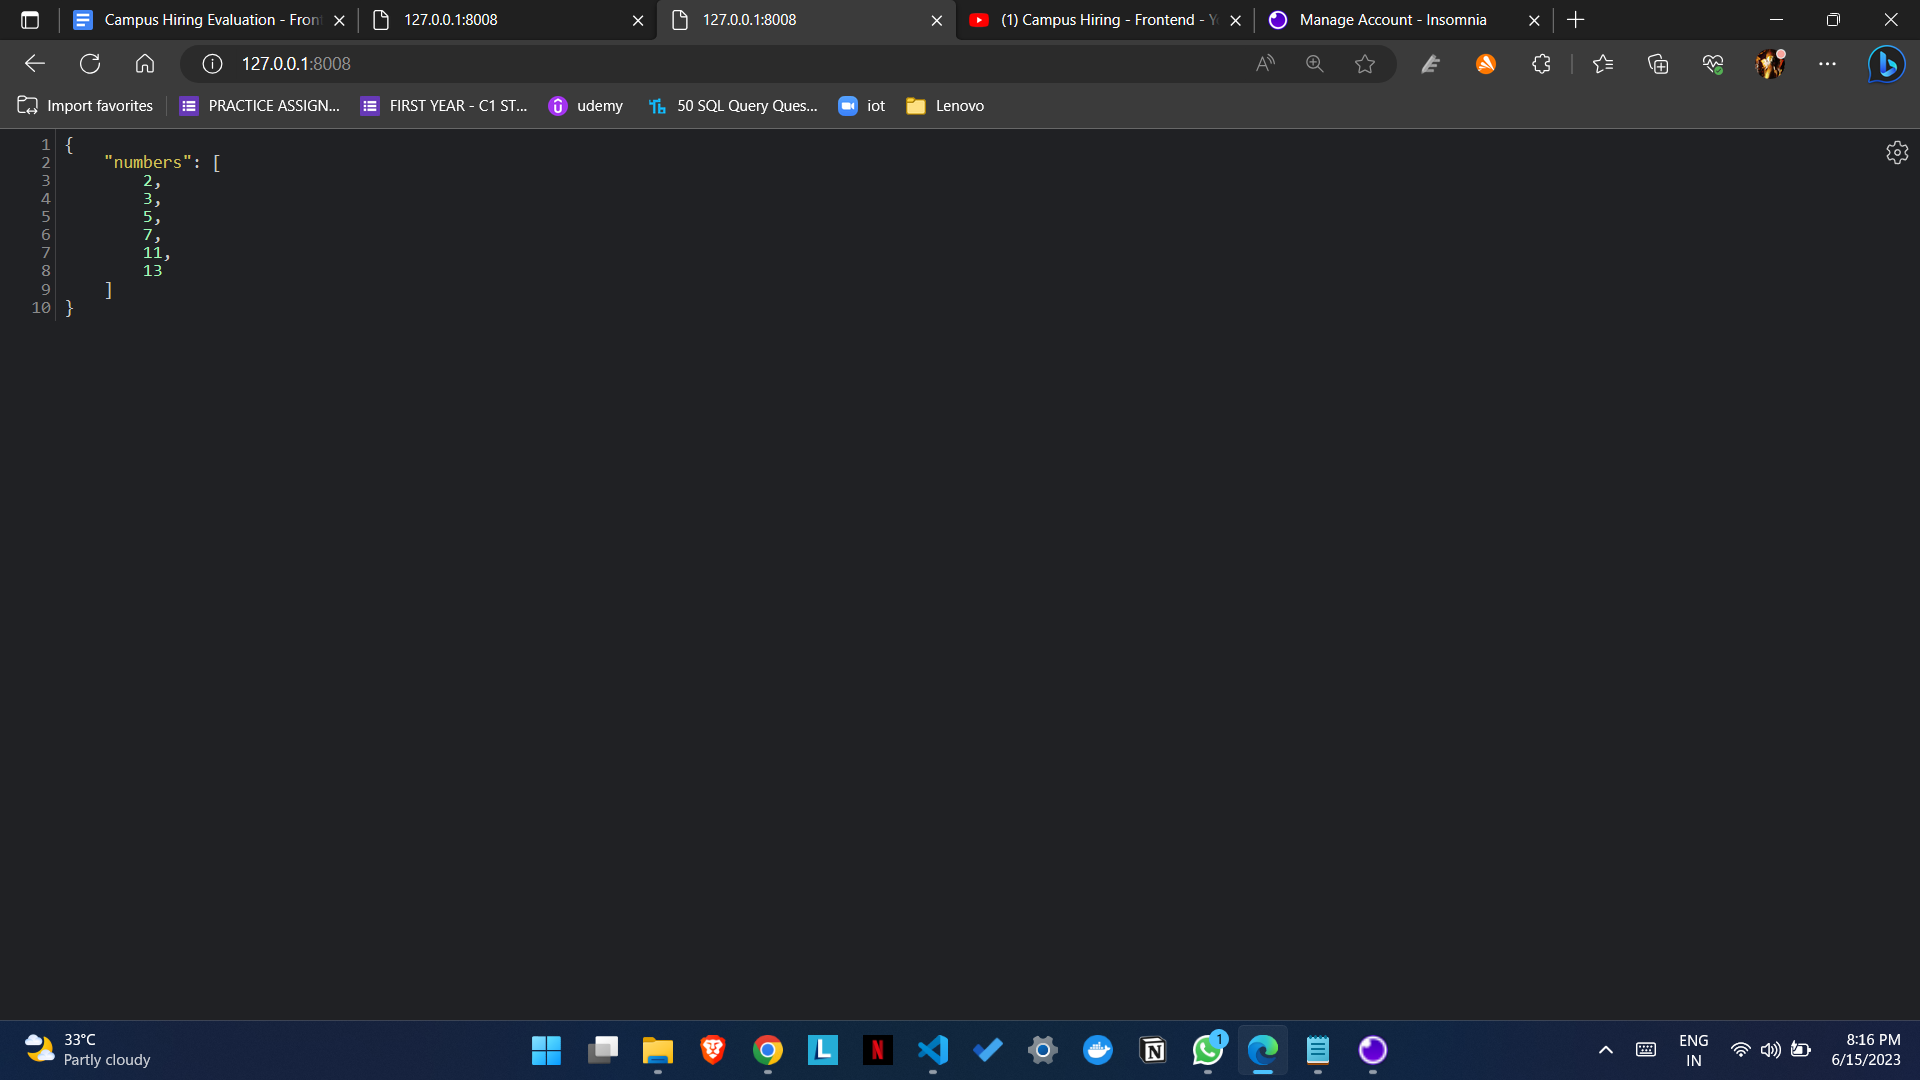 Campus Hiring Evaluation - Fron
127.0.0.1:8008
127.0.0.1:8008
(1) Campus Hiring - Frontend - Y
Manage Account - Insomnia
127.0.0.1:8008
Import favorites
PRACTICE ASSIGN...
FIRST YEAR - C1 ST...
udemy
50 SQL Query Ques...
iot
Lenovo
1 {
2 "numbers": [
3 2,
4 3,
5 5,
6 7,
7 11,
8 13
9 ]
10 }
33°C
Partly cloudy
L
N
N
1
ENG
IN
8:16 PM
6/15/2023